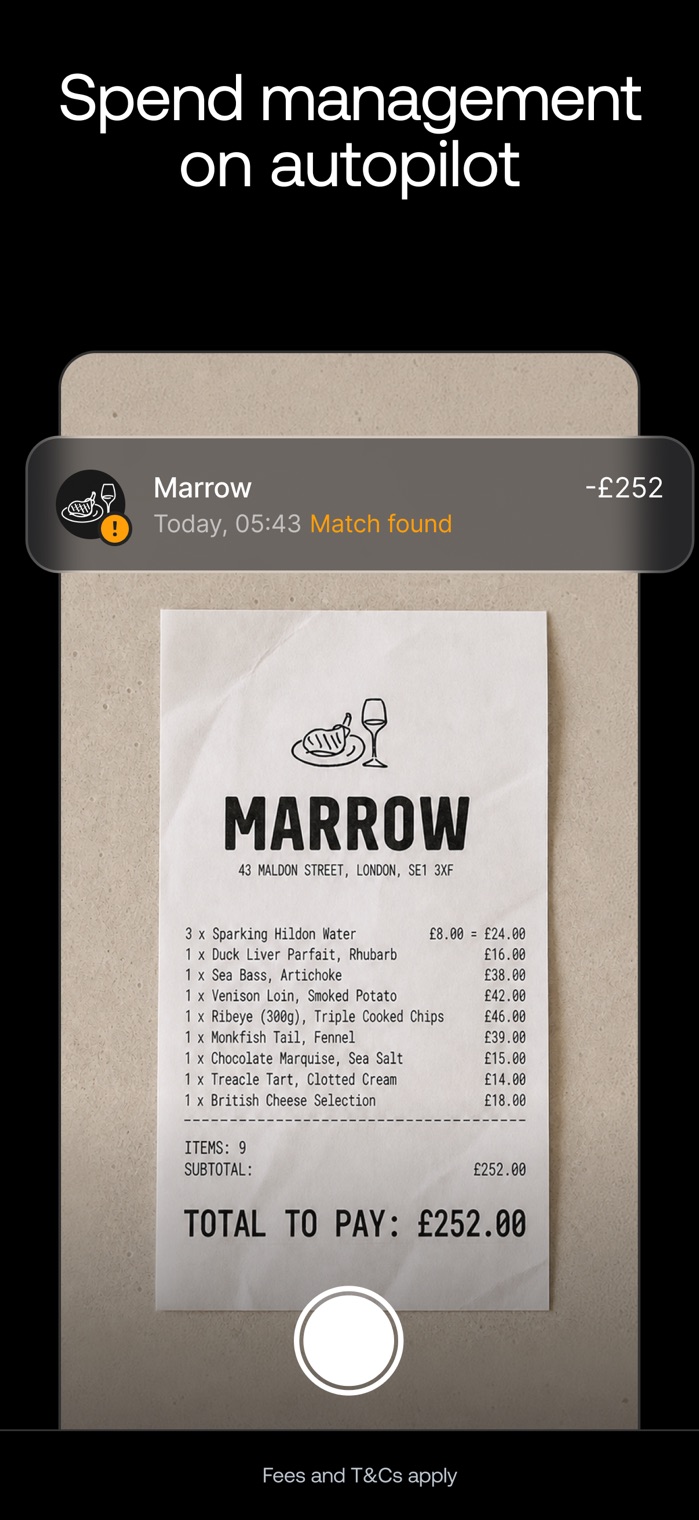 Spend management
on autopilot
Marrow -£252
Today, 05:43 Match found
MARROW
43 MALDON STREET, LONDON, SE1 3XF
3 x Sparking Hildon Water £8.00 = £24.00
1 x Duck Liver Parfait, Rhubarb £16.00
1 x Sea Bass, Artichoke £38.00
1 x Venison Loin, Smoked Potato £42.00
1 x Ribeye (300g), Triple Cooked Chips £46.00
1 x Monkfish Tail, Fennel £39.00
1 x Chocolate Marquise, Sea Salt £15.00
1 x Treacle Tart, Clotted Cream £14.00
1 x British Cheese Selection £18.00
ITEMS: 9
SUBTOTAL: £252.00
TOTAL TO PAY: £252.00
Fees and T&Cs apply